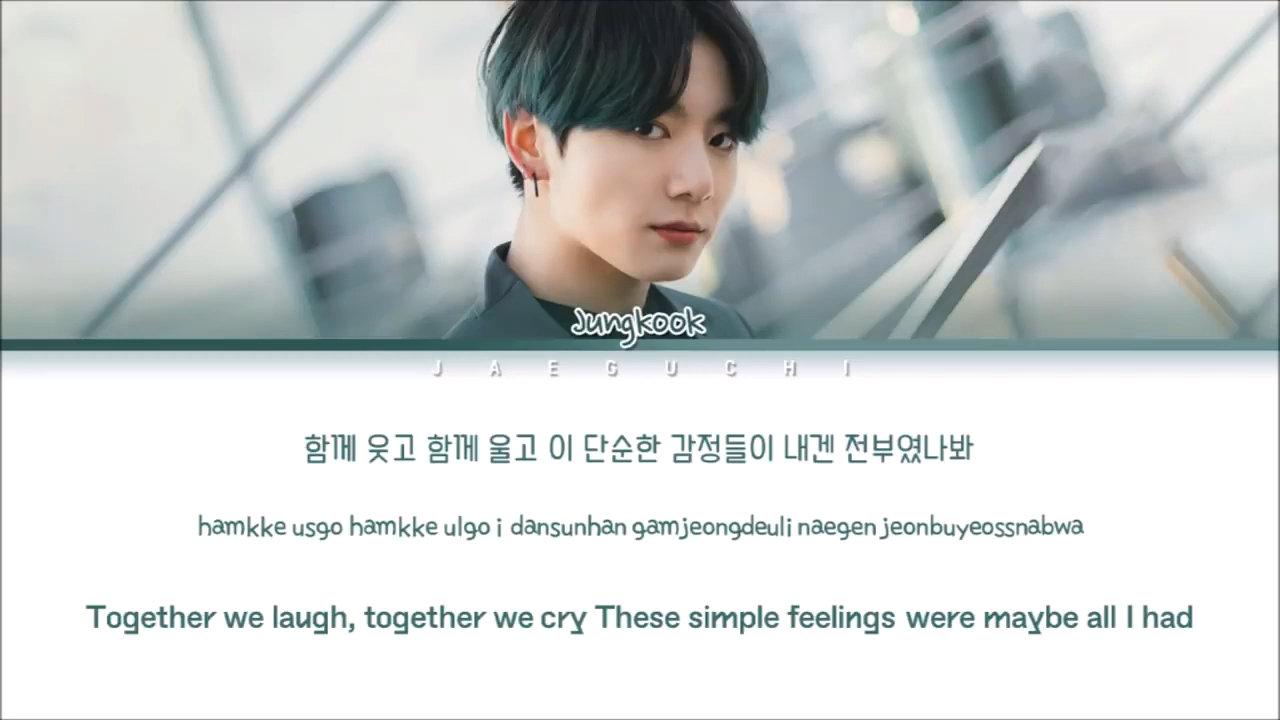 Jungkook
JAEGUCHI
함께 웃고 함께 울고 이 단순한 감정들이 내겐 전부였나봐
hamkke usgo hamkke ulgo i dansunhan gamjeongdeuli naegen jeonbuyeossnabwa
Together we laugh, together we cry These simple feelings were maybe all I had